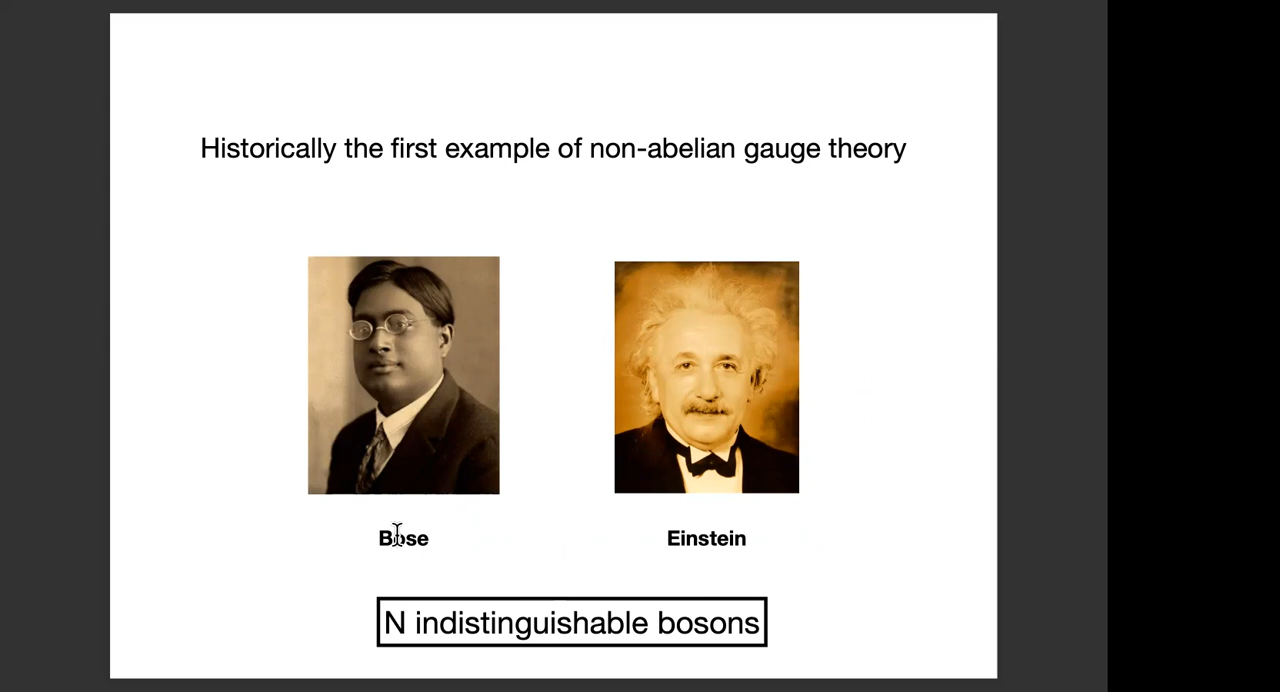 Historically the first example of non-abelian gauge theory
Bose
Einstein
N indistinguishable bosons